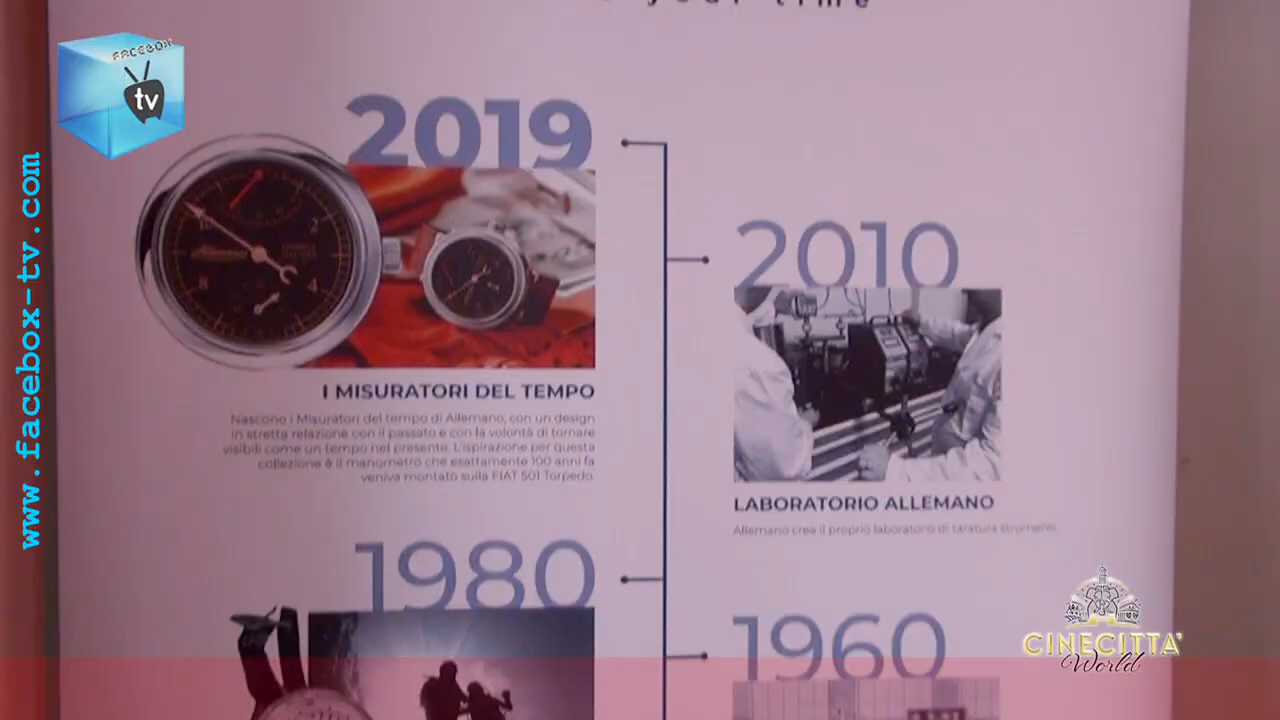 your time
FACEBOX
tv
www.facebox-tv.com
2019
I MISURATORI DEL TEMPO
Nascono i Misuratori del tempo di Allemano, con un design
in stretta relazione con il passato e con la volontà di tornare
visibili come un tempo nel presente. L'ispirazione per questa
collezione è il manometro che esattamente 100 anni fa
veniva montato sulla FIAT 501 Torpedo.
2010
LABORATORIO ALLEMANO
Allemano crea il proprio laboratorio di taratura strumenti.
1980
1960
CINECITTA'
World